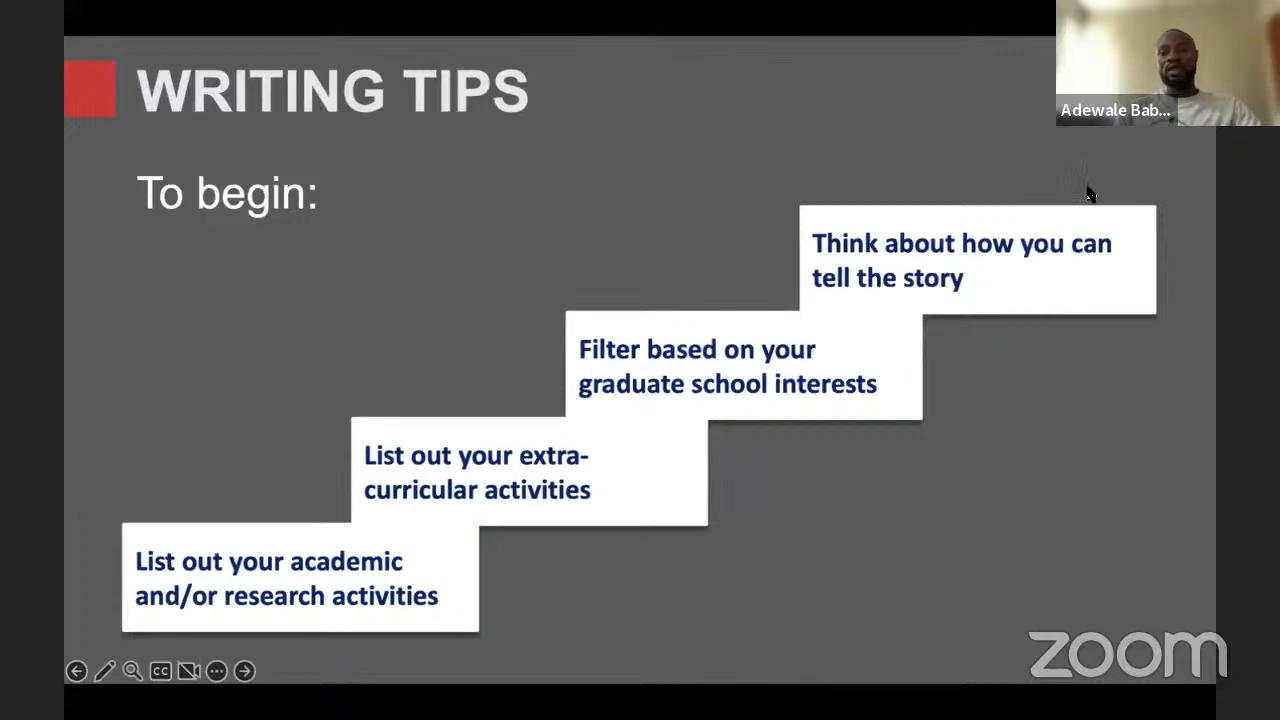 WRITING TIPS
Adewale Bab...
To begin:
Think about how you can
tell the story
Filter based on your
graduate school interests
List out your extra-
curricular activities
List out your academic
and/or research activities
CC
zoom